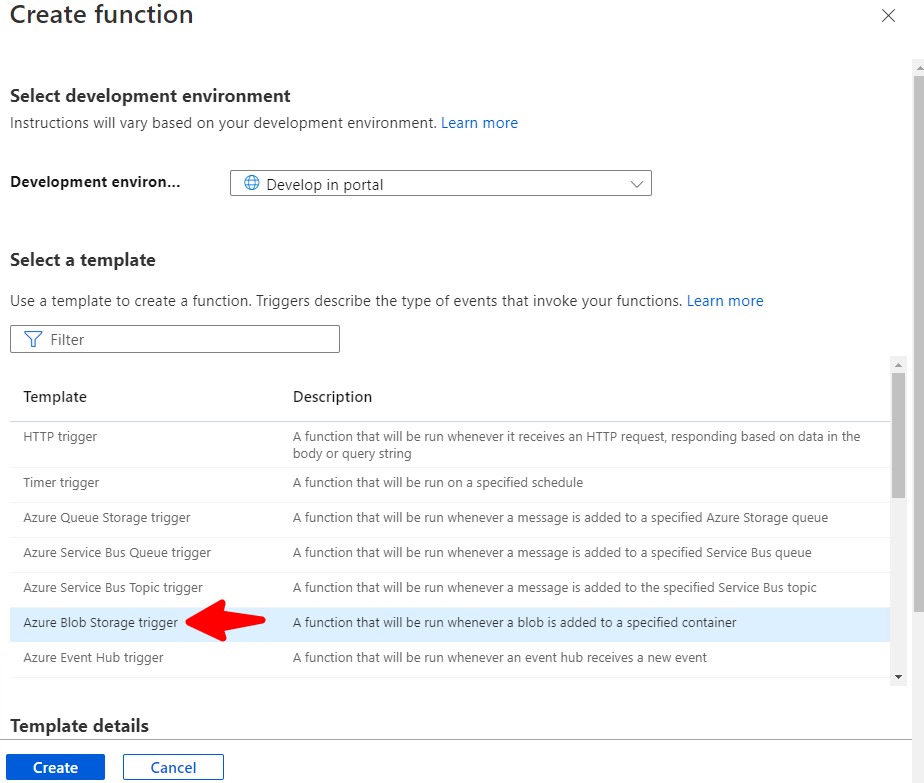 Create function
Select development environment
Instructions will vary based on your development environment. Learn more
Development environ... Develop in portal
Select a template
Use a template to create a function. Triggers describe the type of events that invoke your functions. Learn more
Filter
Template Description
HTTP trigger A function that will be run whenever it receives an HTTP request, responding based on data in the
body or query string
Timer trigger A function that will be run on a specified schedule
Azure Queue Storage trigger A function that will be run whenever a message is added to a specified Azure Storage queue
Azure Service Bus Queue trigger A function that will be run whenever a message is added to a specified Service Bus queue
Azure Service Bus Topic trigger A function that will be run whenever a message is added to the specified Service Bus topic
Azure Blob Storage trigger A function that will be run whenever a blob is added to a specified container
Azure Event Hub trigger A function that will be run whenever an event hub receives a new event
Template details
Create Cancel